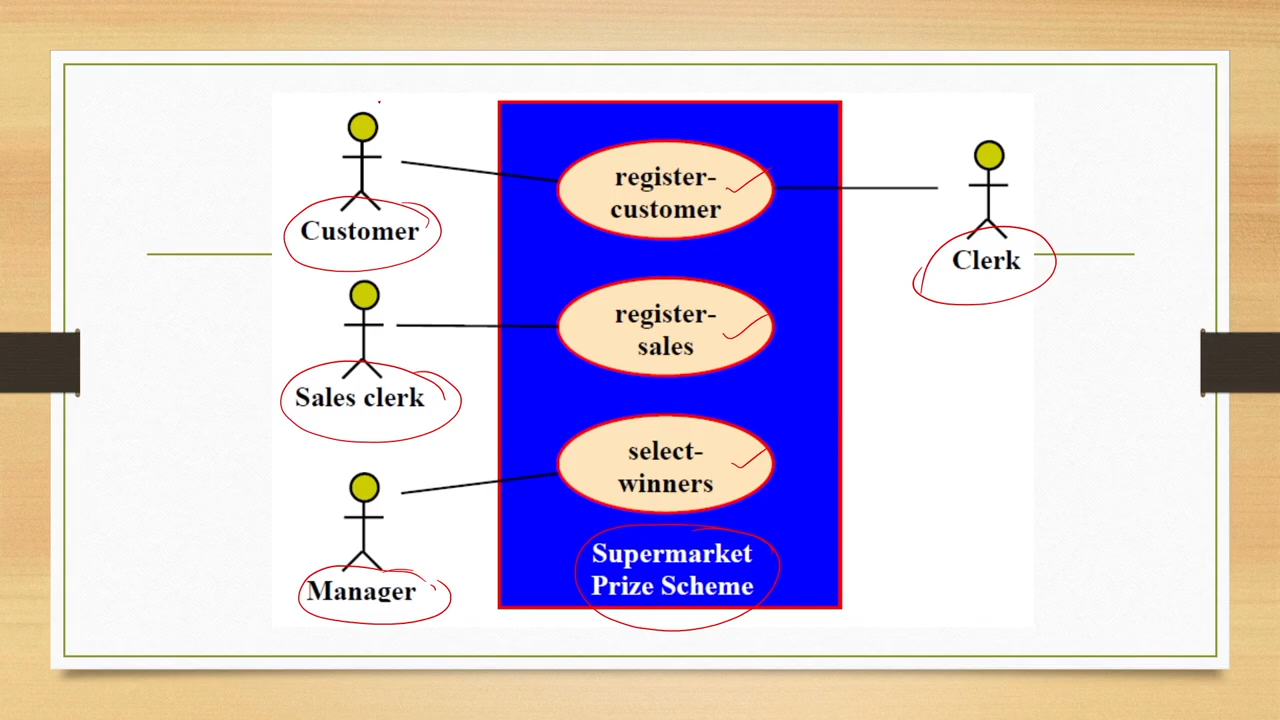 register-
customer
Customer
Clerk
register-
sales
Sales clerk
select-
winners
Supermarket
Prize Scheme
Manager